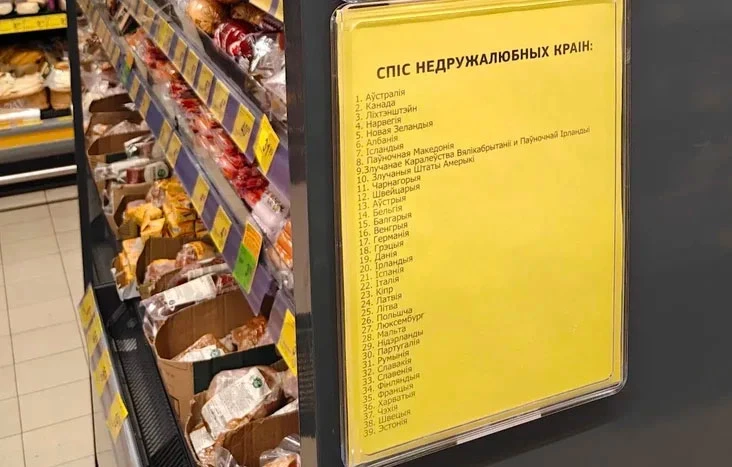 СПІС НЕДРУЖАЛЮБНЫХ КРАІН:
1. Аўстралія
2. Канада
3. Ліхтэнштэйн
4. Нарвегія
5. Новая Зеландыя
6. Албанія
7. Ісландыя
8. Паўночная Македонія
9.Злучанае Каралеўства Вялікабрытаніі и Паўночнай Ірландыі
10. Злучаныя Штаты Амерыкі
11. Чарнагорыя
12. Швейцарыя
13. Аўстрыя
14. Бельгія
15. Балгарыя
16. Венгрыя
17. Германія
18. Грэцыя
19. Данія
20. Ірландыя
21. Іспанія
22. Італія
23. Кіпр
24. Латвія
25. Літва
26. Польшча
27. Люксембург
28. Мальта
29. Нідэрланды
30. Партугалія
31. Румынія
32. Славакія
33. Славенія
34. Фінляндыя
35. Францыя
36. Харватыя
37. Чэхія
38. Швецыя
39. Эстонія